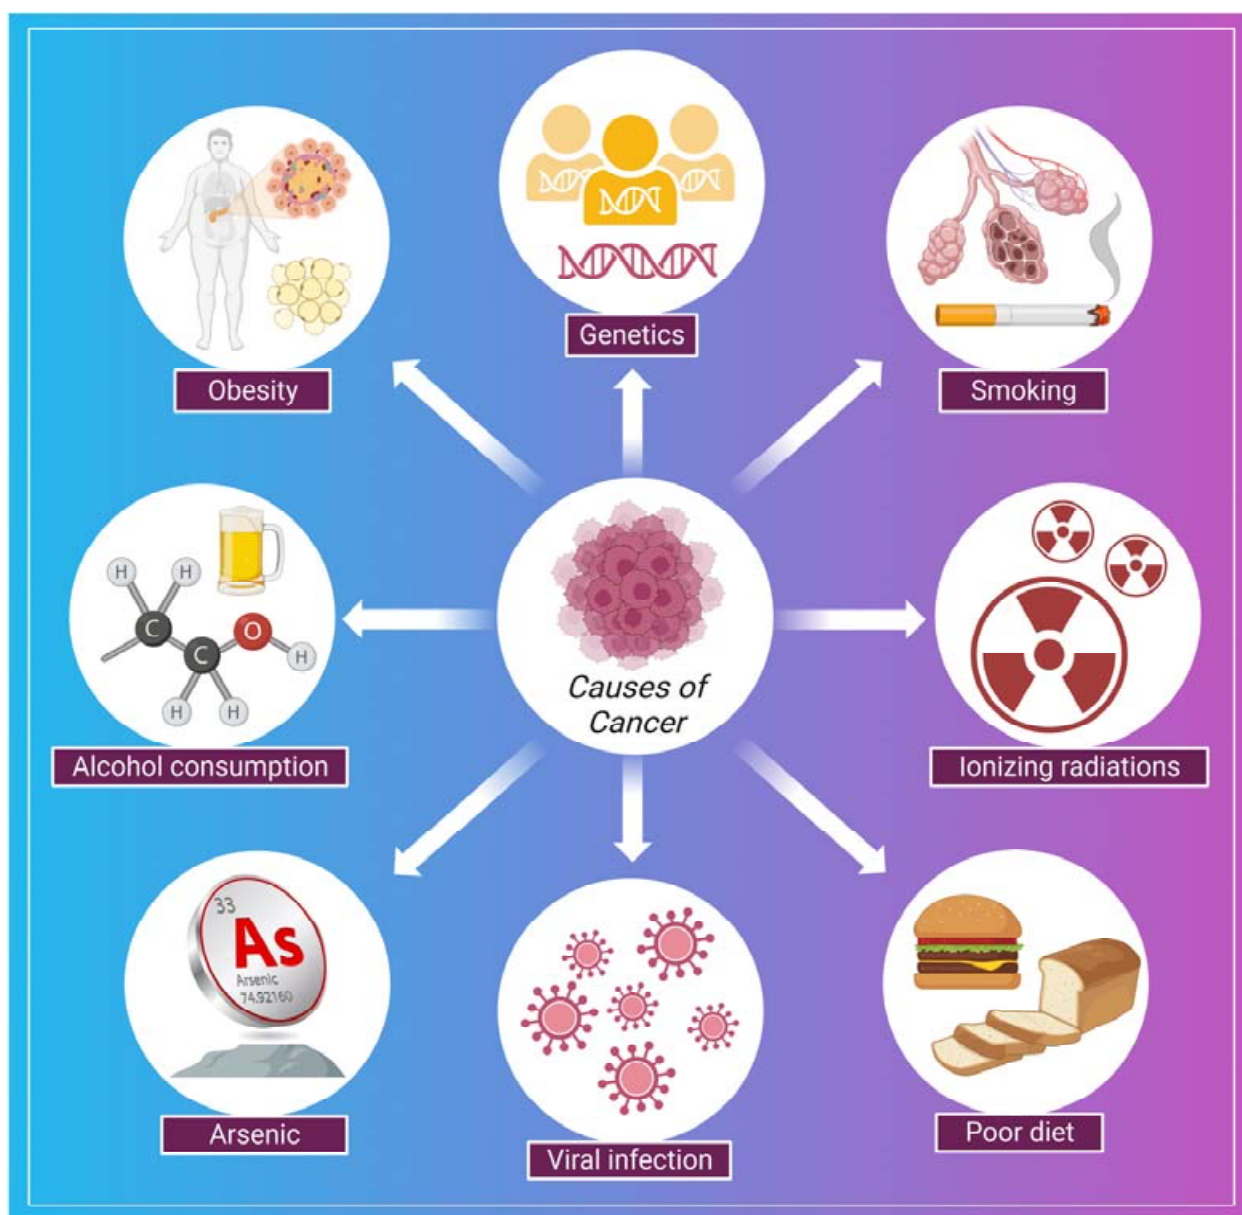 Genetics
Obesity
Smoking
H
H
C
C
O
H
H
H
Causes of
Cancer
Alcohol consumption
Ionizing radiations
33
As
Arsenic
74.92160
Arsenic
Viral infection
Poor diet